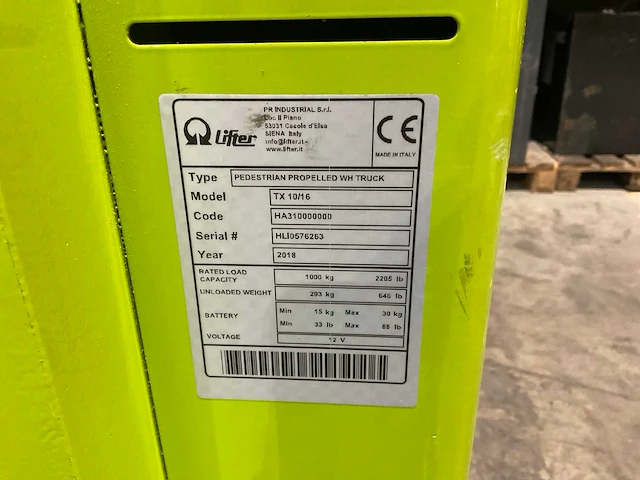 Lifter
PR INDUSTRIAL S.r.l.
Loc. Il Piano
53031 Casole d'Elsa
SIENA Italy
info@lifter.it
www.lifter.it
CE
MADE IN ITALY
Type PEDESTRIAN PROPELLED WH TRUCK
Model TX 10/16
Code HA310000000
Serial # HLI0576263
Year 2018
RATED LOAD CAPACITY 1000 kg 2205 lb
UNLOADED WEIGHT 293 kg 646 lb
BATTERY Min 15 kg Max 30 kg
Min 33 lb Max 66 lb
VOLTAGE 12 V